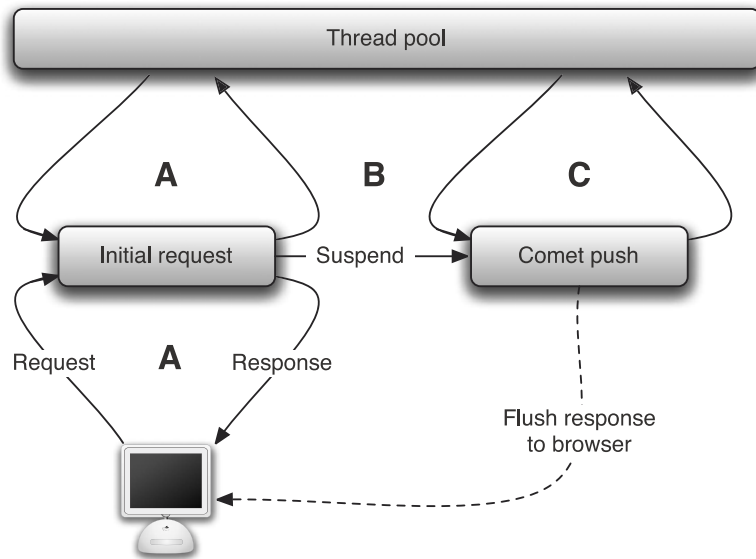 Thread pool
A
B
C
Initial request
Suspend
Comet push
Request
A
Response
Flush response
to browser